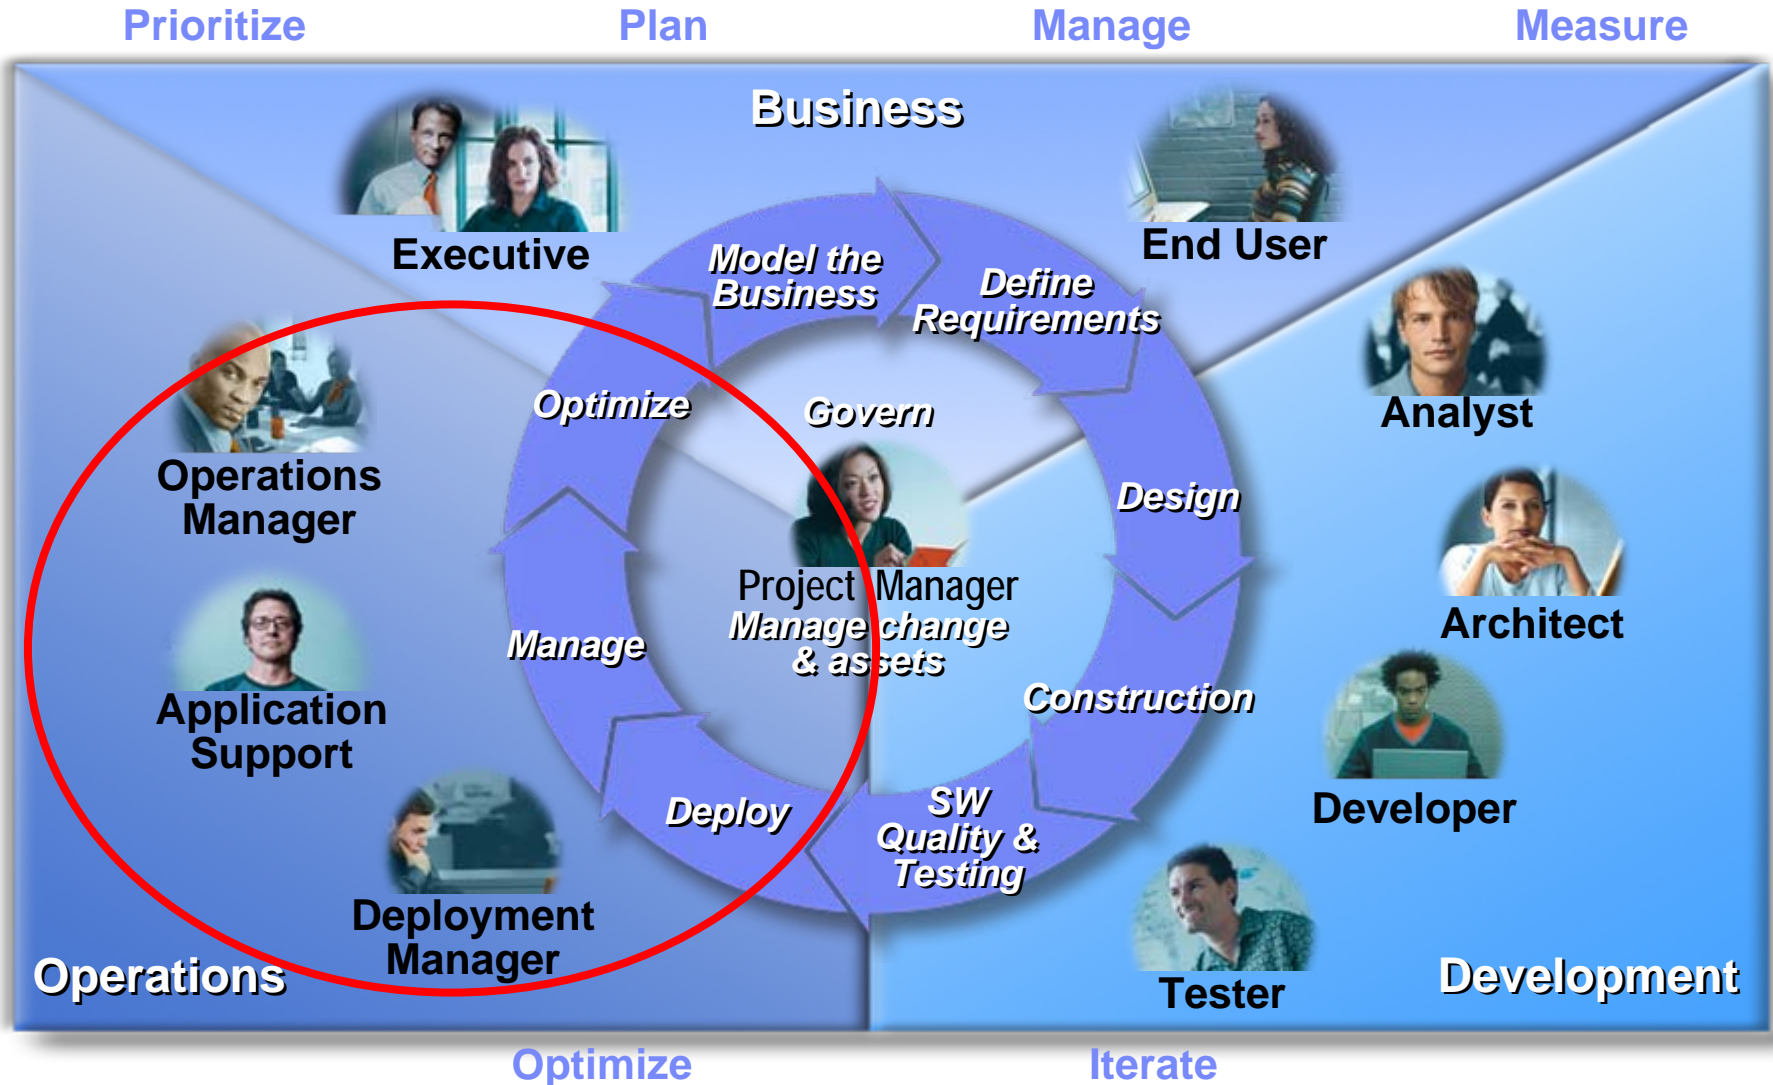 Prioritize
Plan
Manage
Measure
Business
Executive
End User
Model the
Business
Define
Requirements
Optimize
Govern
Analyst
Operations
Manager
Design
Project Manager
Manage change
& assets
Architect
Manage
Construction
Application
Support
Deploy
SW
Quality &
Testing
Developer
Deployment
Manager
Operations
Tester
Development
Optimize
Iterate